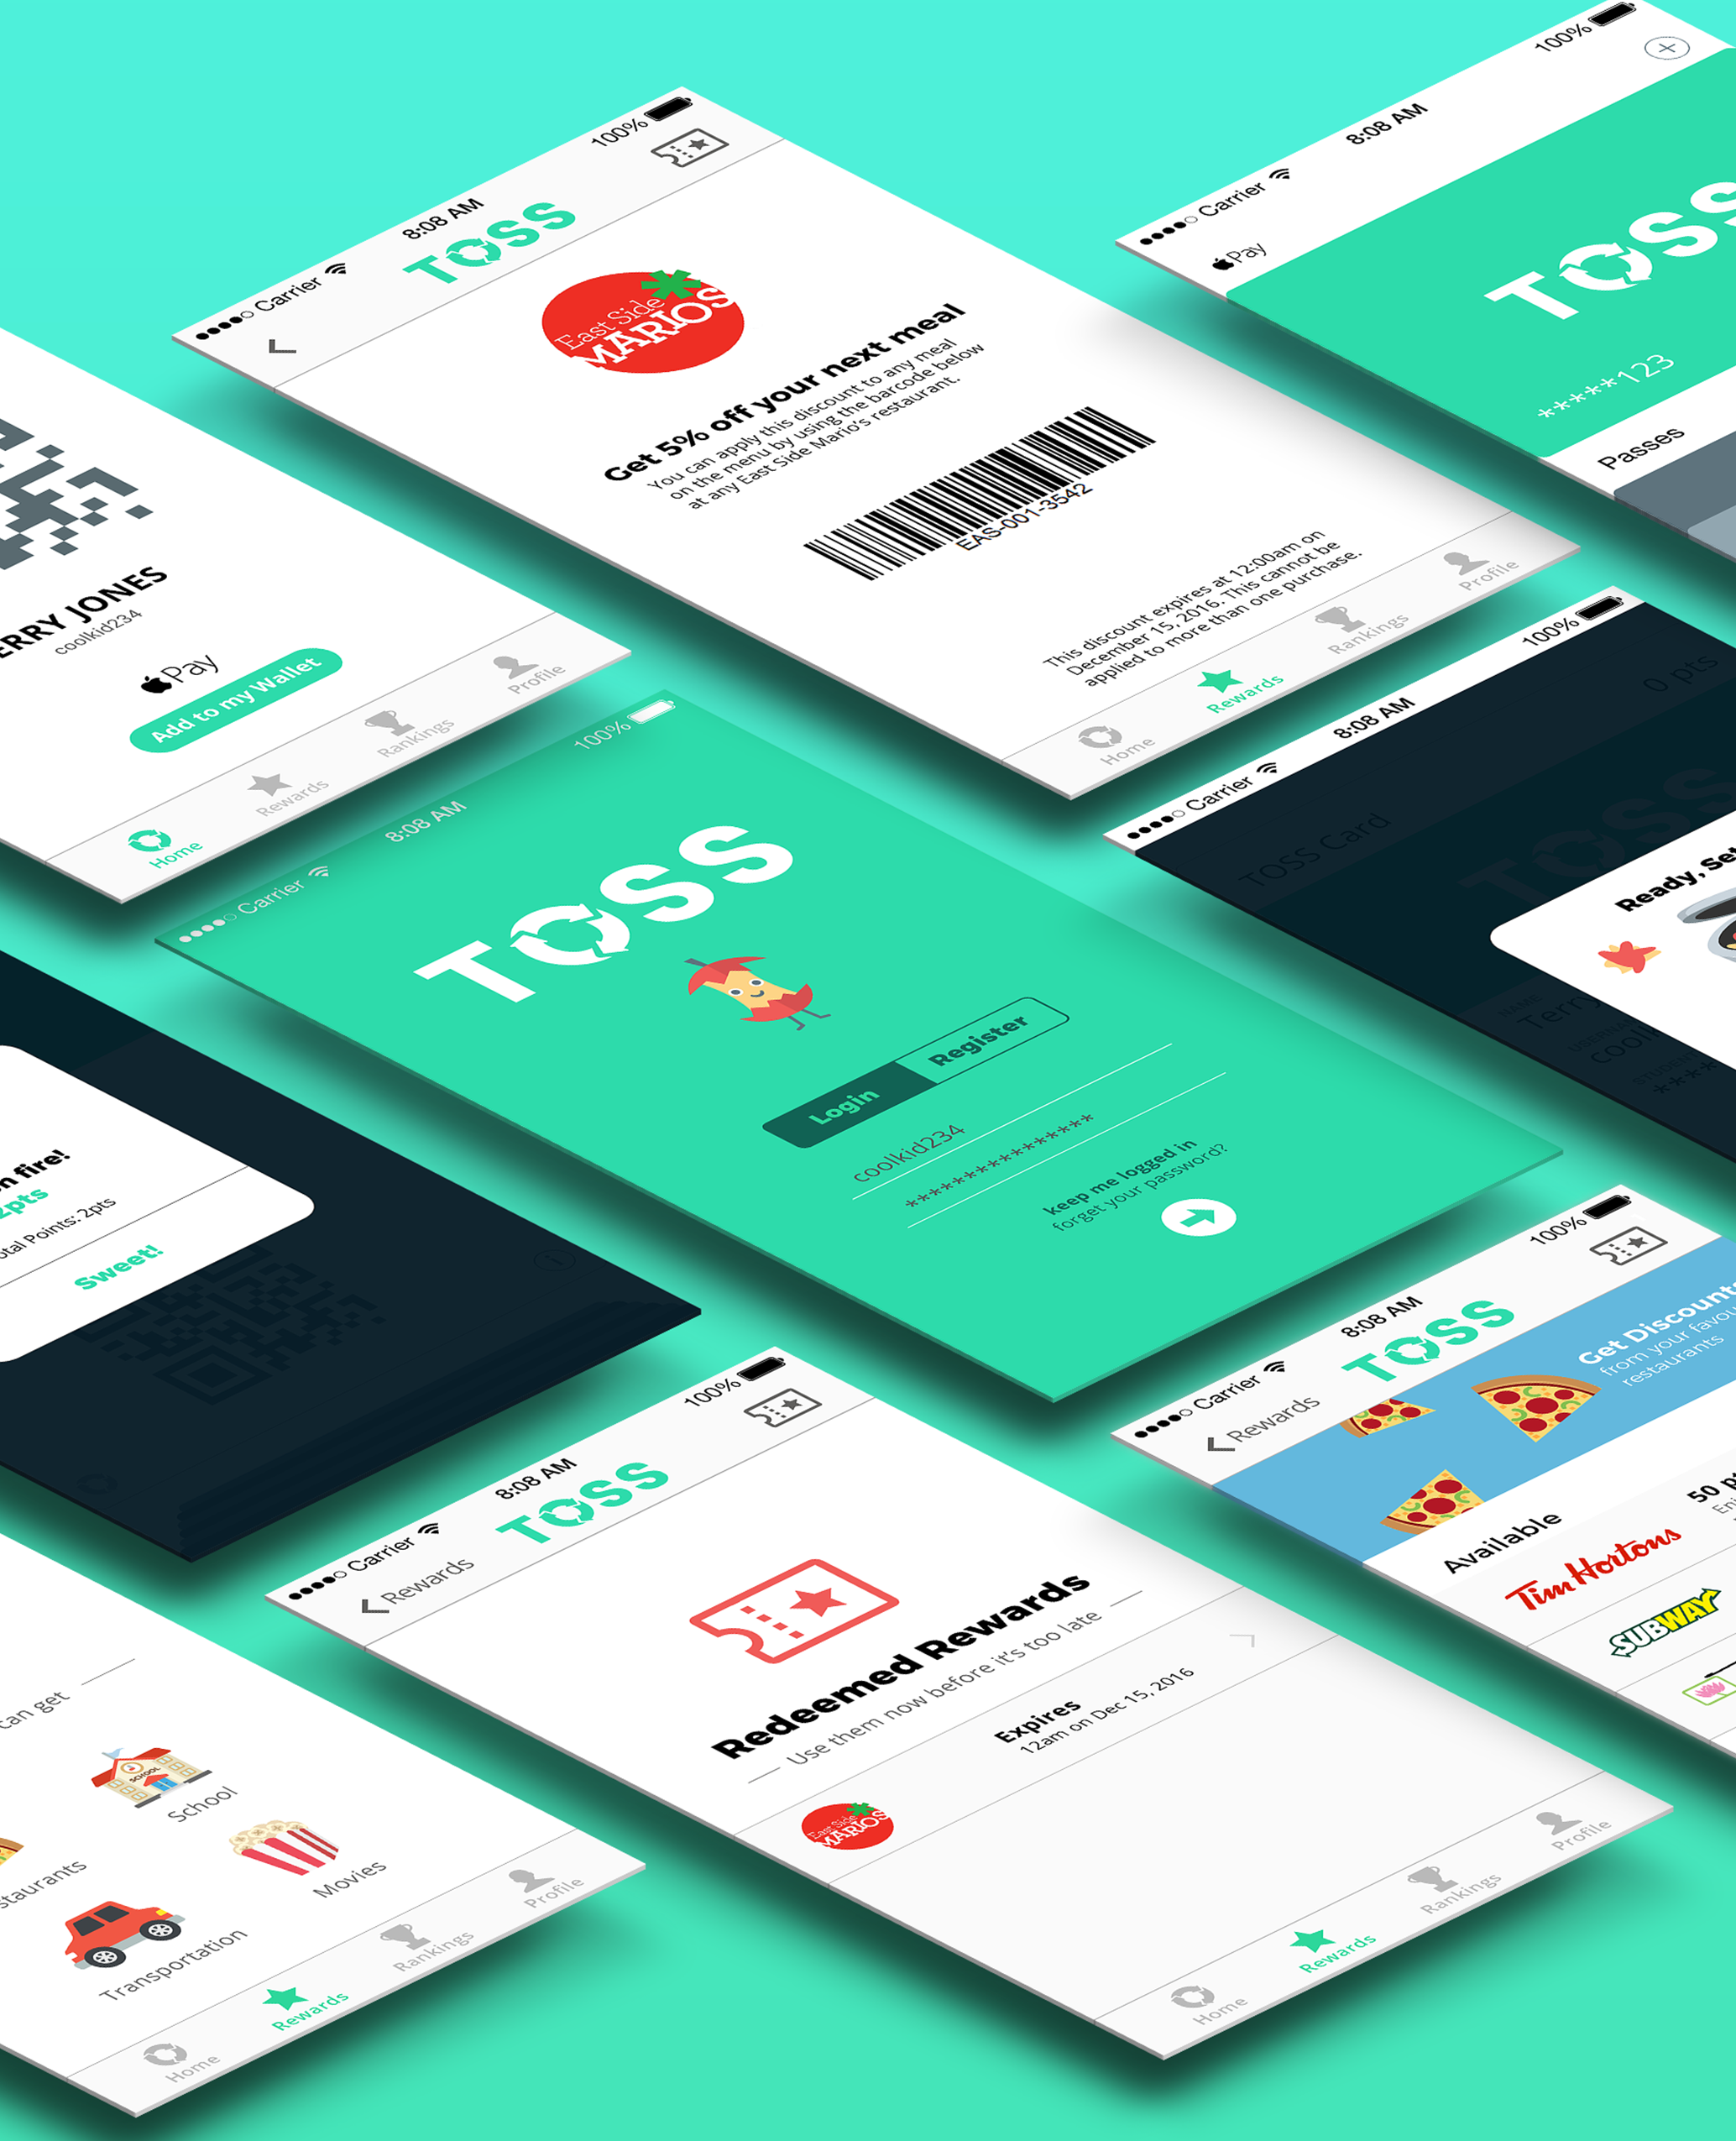 100%
8:08 AM
Carrier
TOSS
East Side
MARIOS
Get 5% off your next meal
You can apply this discount to any meal
on the menu by using the barcode below
at any East Side Mario's restaurant.
EAS-001-3542
This discount expires at 12:00am on
December 15, 2016. This cannot be
applied to more than one purchase.
Home
Rewards
Rankings
Profile
100%
8:08 AM
Carrier
Pay
TOSS
*****123
Passes
ERRY JONES
coolkid234
Pay
Add to my Wallet
Home
Rewards
Rankings
Profile
100%
8:08 AM
Carrier
TOSS
Login
Register
coolkid234
****************
keep me logged in
forget your password?
100%
8:08 AM
Carrier
0 pts
TOSS Card
TOSS
Ready, Set
NAME
Terry
cool
n fire!
2pts
otal Points: 2pts
Sweet!
100%
8:08 AM
Carrier
Rewards
TOSS
Redeemed Rewards
Use them now before it's too late
Expires
12am on Dec 15, 2016
East Side
MARIOS
Home
Rewards
Rankings
Profile
100%
8:08 AM
Carrier
Rewards
TOSS
Get Discounts
from your favou
restaurants
Available
50 p
Tim Hortons
SUBWAY
can get
SCHOOL
School
staurants
Movies
Transportation
Home
Rewards
Rankings
Profile